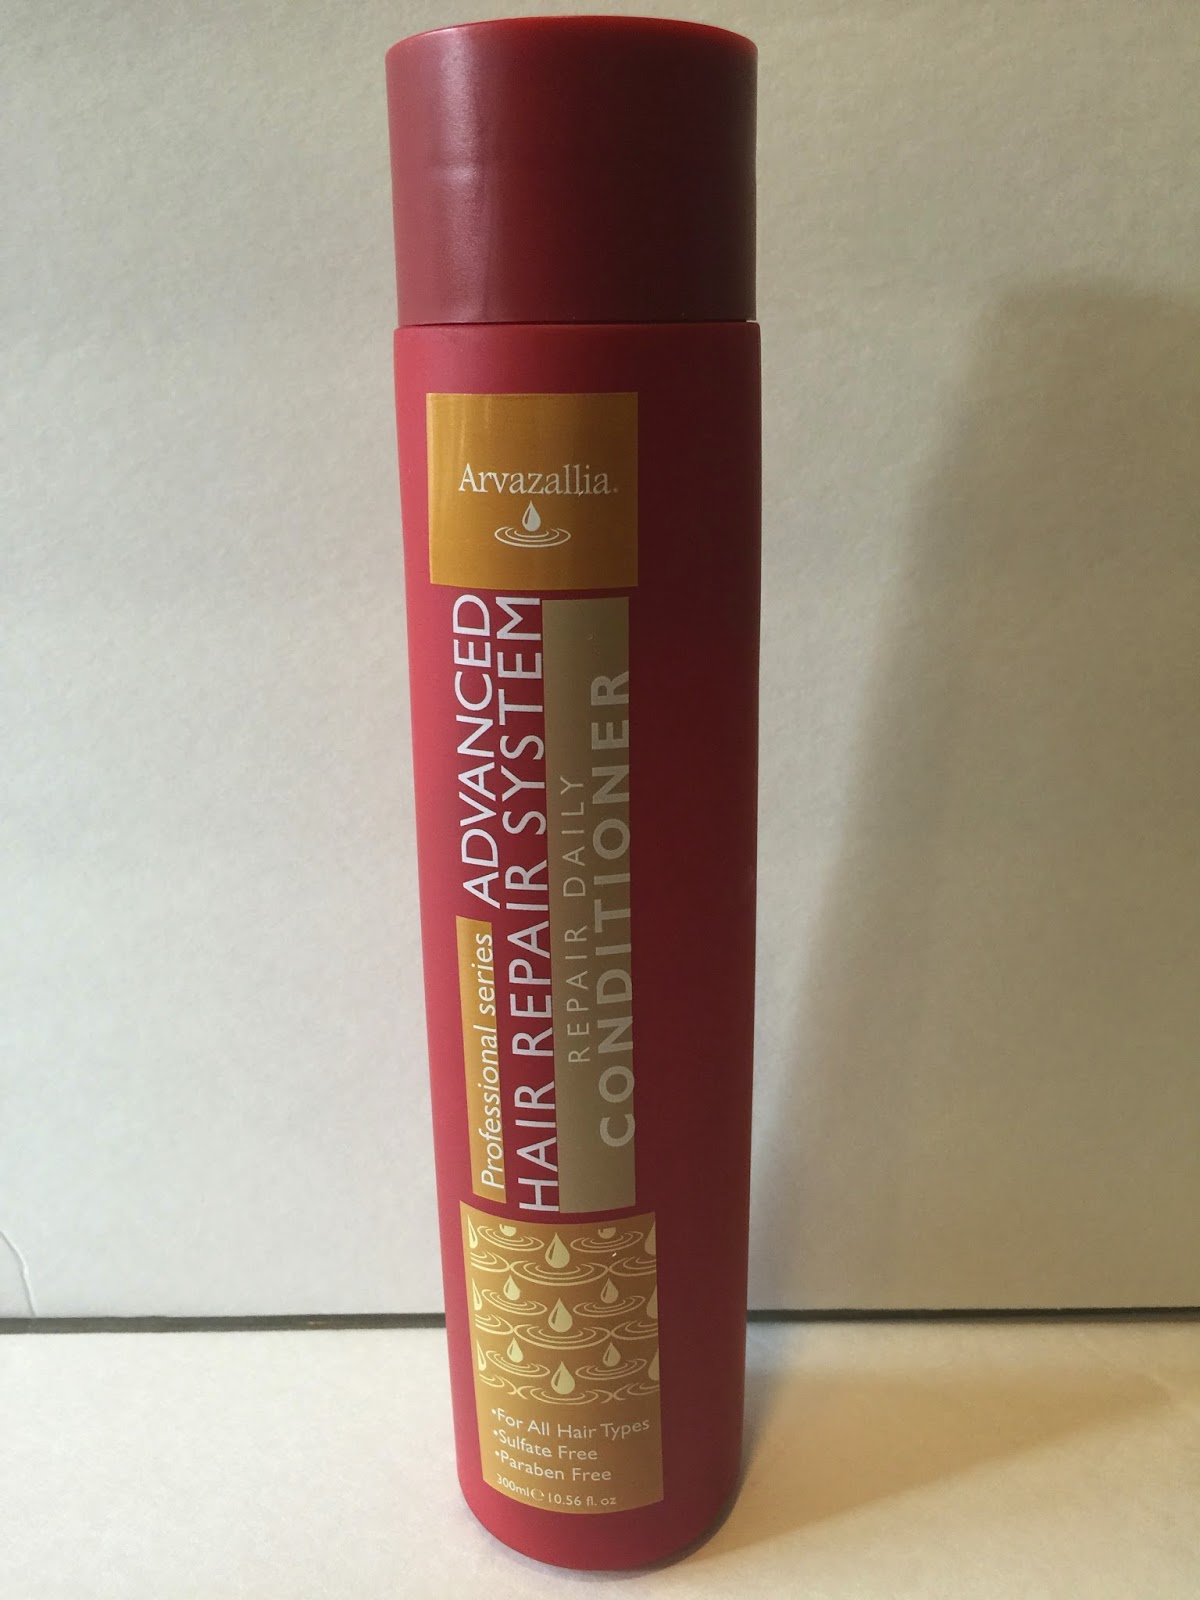 Arvazallia.
Professional series ADVANCED
HAIR REPAIR SYSTEM
REPAIR DAILY
CONDITIONER
•For All Hair Types
•Sulfate Free
•Paraben Free
300ml℮10.56 fl. oz